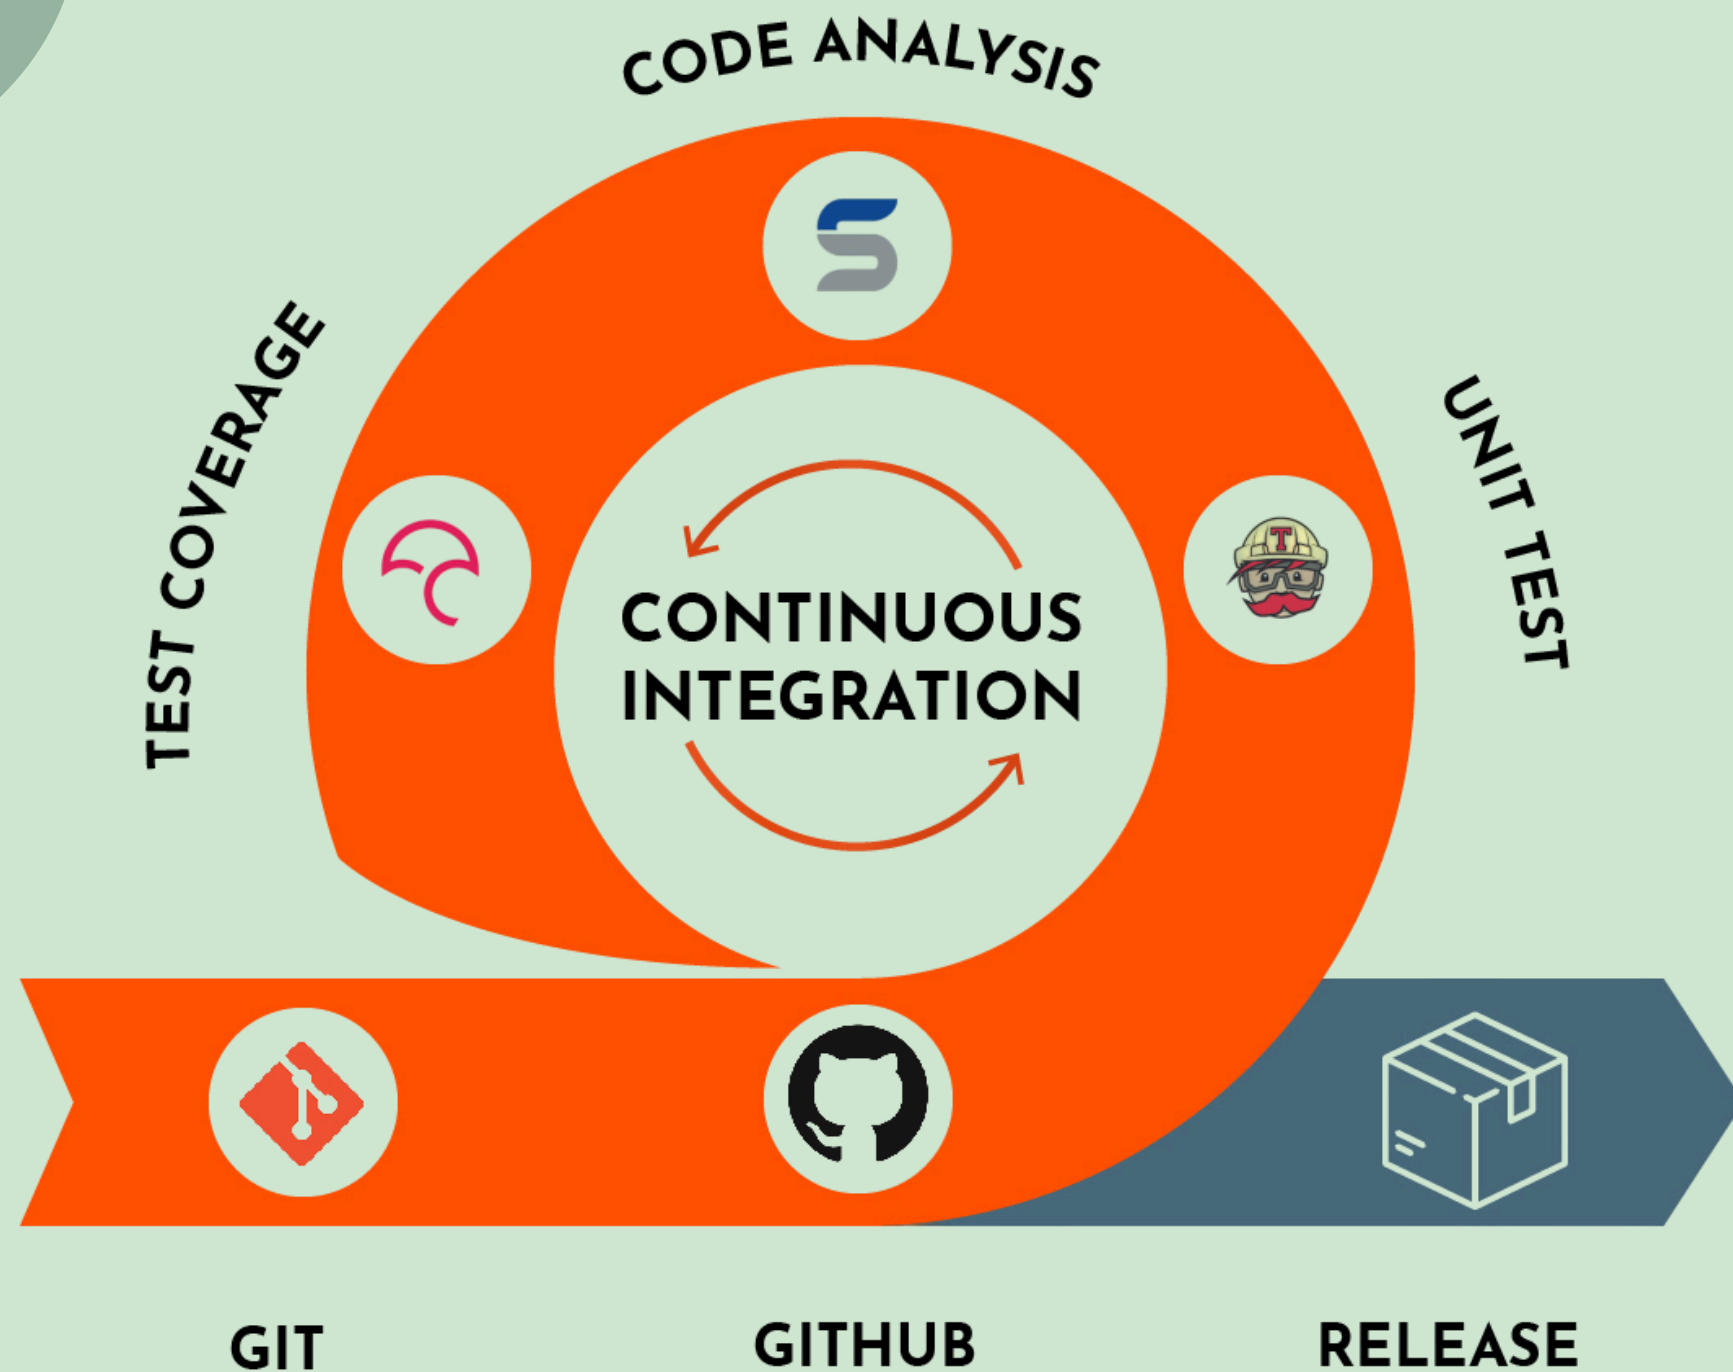 CODE ANALYSIS
TEST COVERAGE
UNIT TEST
T
CONTINUOUS
INTEGRATION
GIT
GITHUB
RELEASE